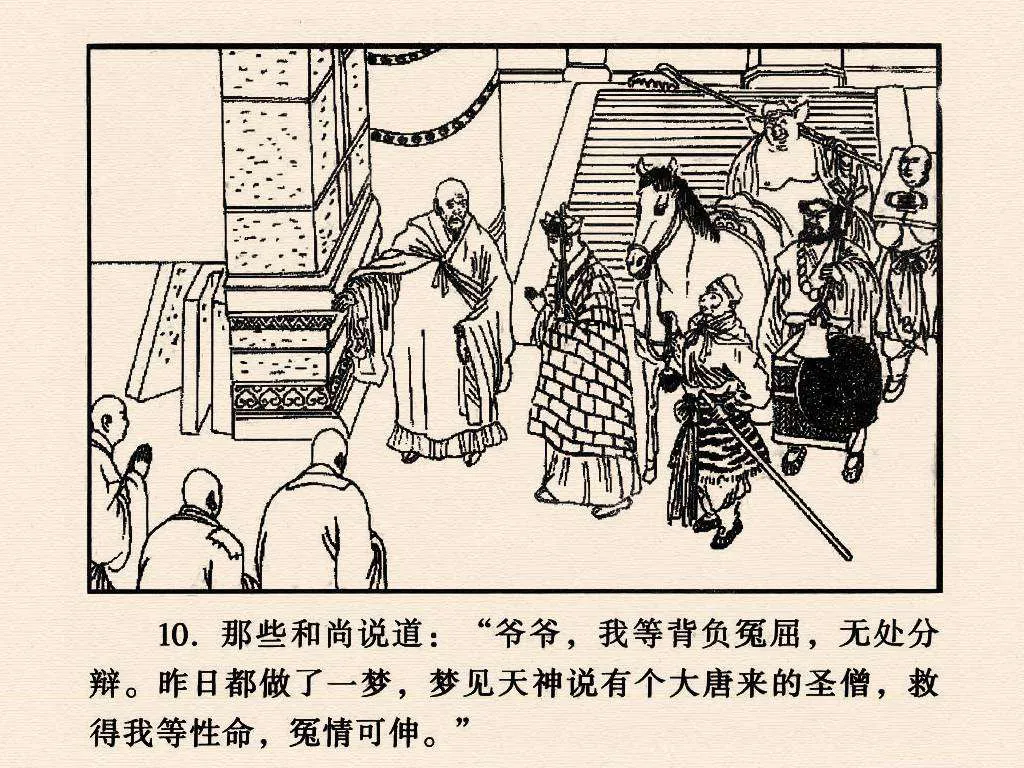 10. 那些和尚说道：“爷爷，我等背负冤屈，无处分
辩。昨日都做了一梦，梦见天神说有个大唐来的圣僧，救
得我等性命，冤情可伸。”